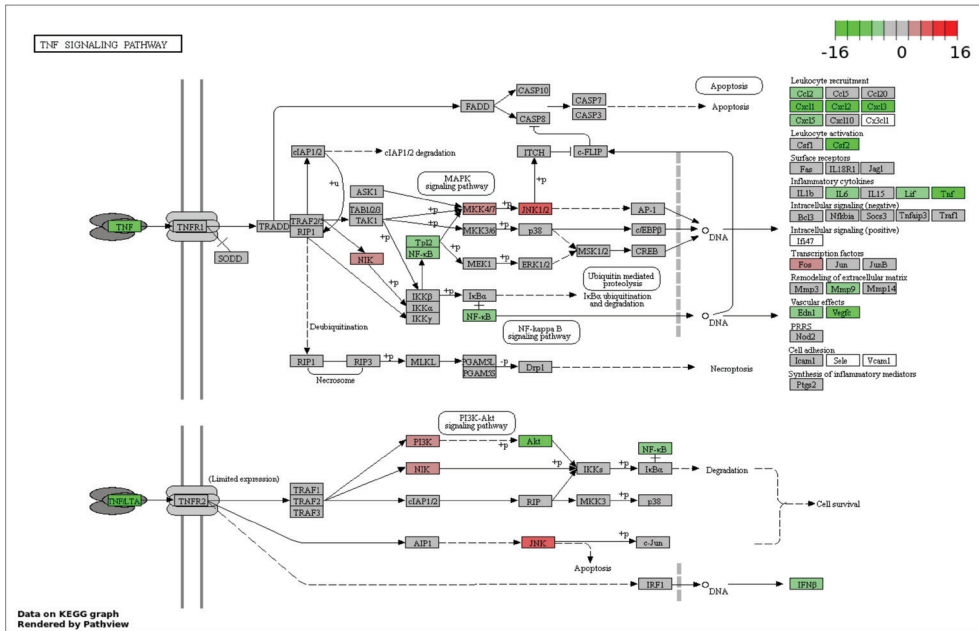 TNF SIGNALING PATHWAY
-16 0 16
Apoptosis
Leukocyte recruitment
Ccl2 Ccl5 Ccl20
Cxcl1 Cxcl2 Cxcl3
Cxcl5 Cxcl10 Cx3cl1
Leukocyte activation
Csf1 Csf2
Surface receptors
Fas IL18R1 Jag1
Inflammatory cytokines
IL1b IL6 IL15 Lif Tnf
Intracellular signaling (negative)
Bcl3 Nfkbia Socs3 Tnfaip3 Traf1
Intracellular signaling (positive)
Ifi47
Transcription factors
Fos Jun JunB
Remodeling of extracellular matrix
Mmp3 Mmp9 Mmp14
Vascular effects
Edn1 Vegfc
PRRS
Nod2
Cell adhesion
Icam1 Sele Vcam1
Synthesis of inflammatory mediators
Ptgs2
CASP10
FADD CASP7 Apoptosis
CASP8 CASP3
cIAP1/2 cIAP1/2 degradation ITCH c-FLIP
+u
MAPK
signaling pathway
+p
ASK1
TNF TNFR1 TRADD
TRAF2/5
RIP1
TAB1/2/3
TAK1
MKK4/7 +p JNK1/2 AP-1
+p
MKK3/6 +p p38 c/EBPβ DNA
SODD
+p NIK
+p
Tpl2
NF-κB
+p
MEK1 +p ERK1/2 MSK1/2 CREB
+p
Ubiquitin mediated
proteolysis
IKKβ +p IκBα IκBα ubiquitination
and degradation
IKKα
IKKγ NF-κB DNA
Deubiquitination
NF-kappa B
signaling pathway
RIP1 RIP3 +p MLKL PGAM5L -p Drp1 Necroptosis
PGAM5S
Necrosome
PI3K-Akt
signaling pathway
PI3K +p Akt NF-κB
+p
(Limited expression) NIK +p IKKs +p IκBα Degradation
TNF TNFR2
TRAF1
TRAF2
TRAF3
cIAP1/2 RIP MKK3 +p p38 Cell survival
AIP1 JNK +p c-Jun
Apoptosis
IRF1 DNA IFNβ
Data on KEGG graph
Rendered by Pathview